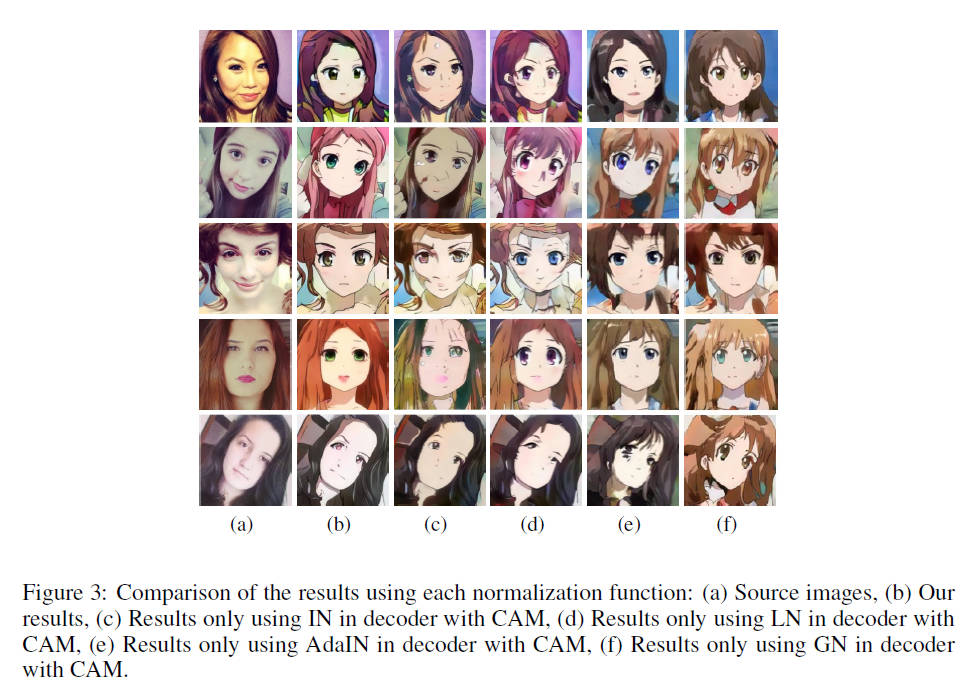 (a) (b) (c) (d) (e) (f)
Figure 3: Comparison of the results using each normalization function: (a) Source images, (b) Our
results, (c) Results only using IN in decoder with CAM, (d) Results only using LN in decoder with
CAM, (e) Results only using AdaIN in decoder with CAM, (f) Results only using GN in decoder
with CAM.